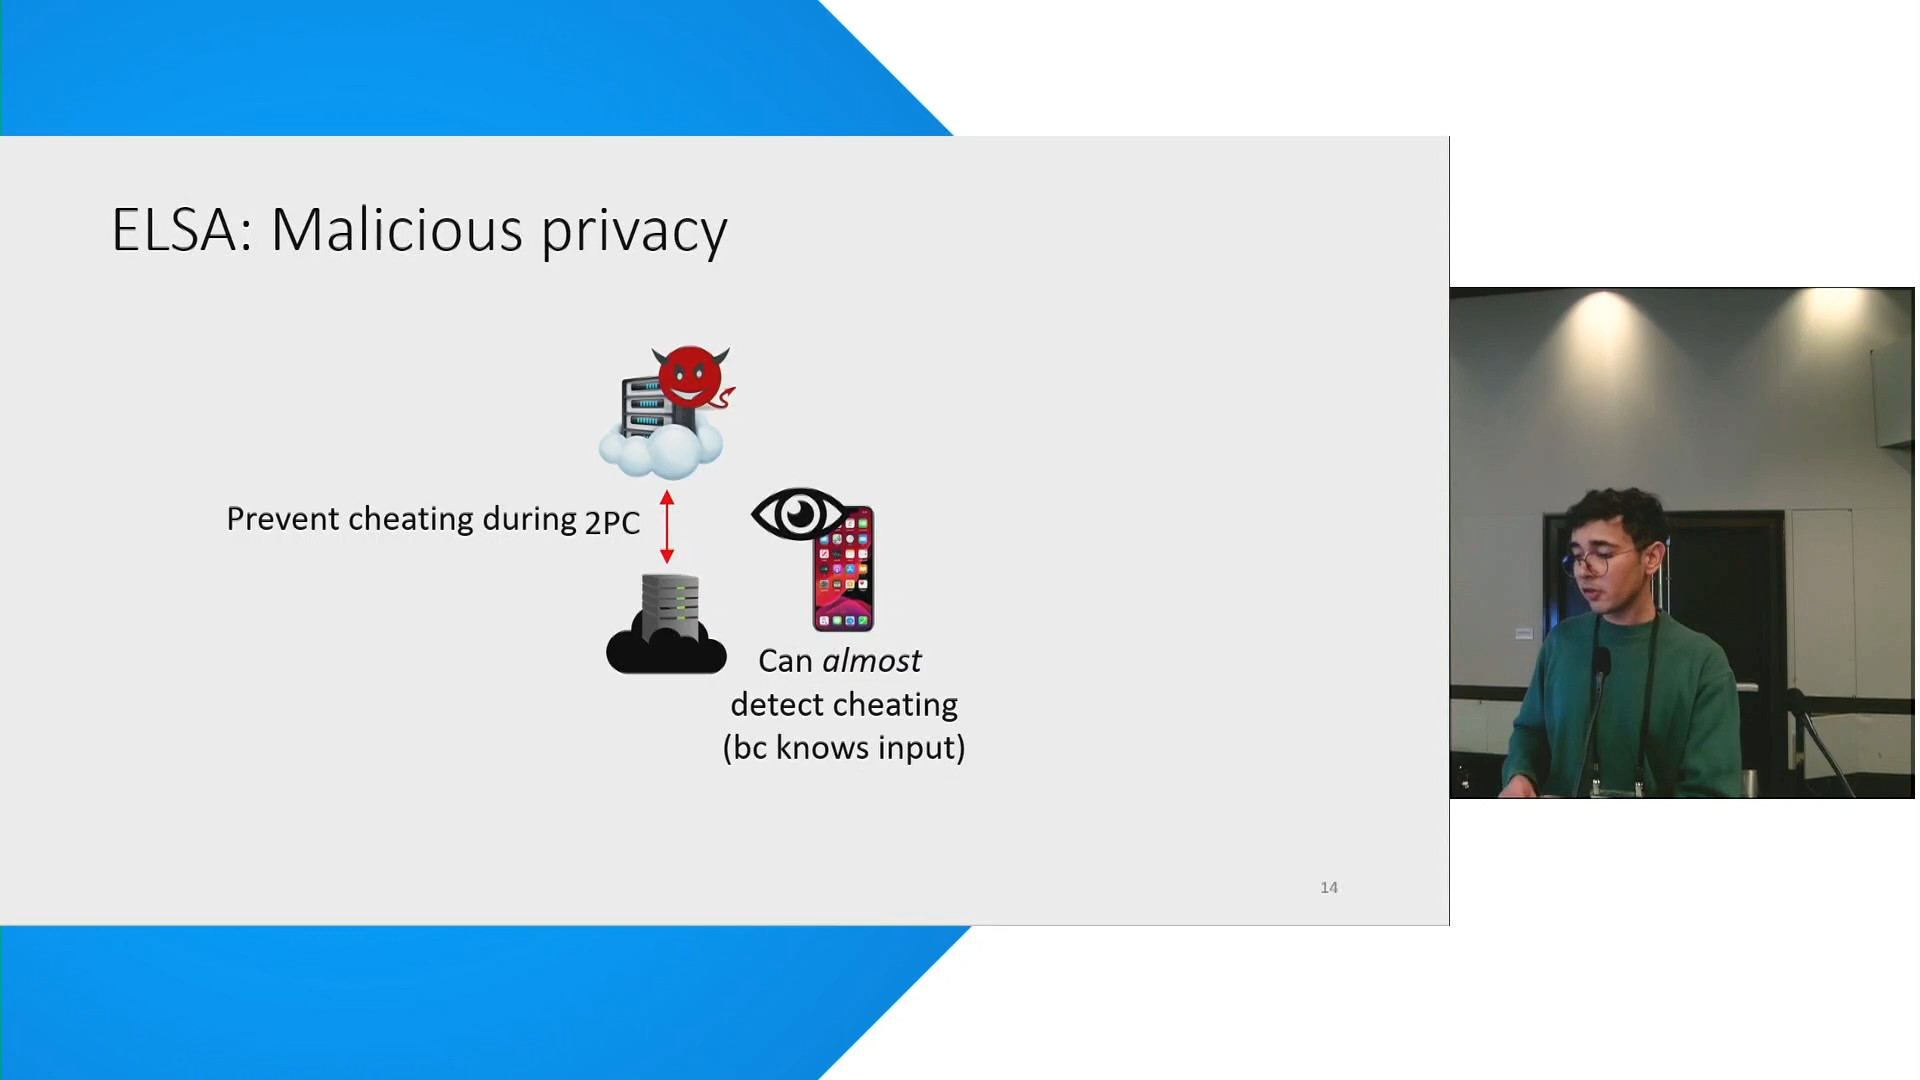 ELSA: Malicious privacy
Prevent cheating during 2PC
Can almost
detect cheating
(bc knows input)
14